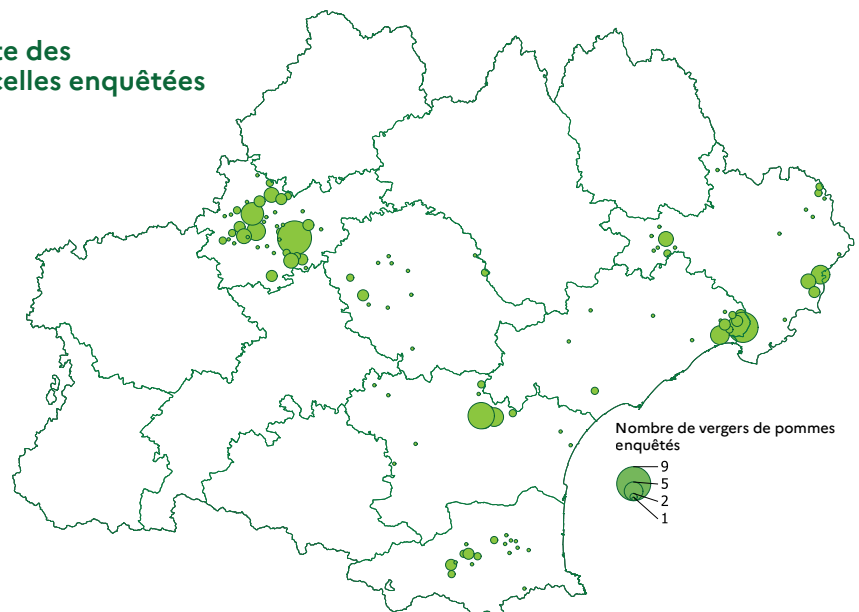 te des
celles enquêtées
Nombre de vergers de pommes
enquêtés
9
5
2
1